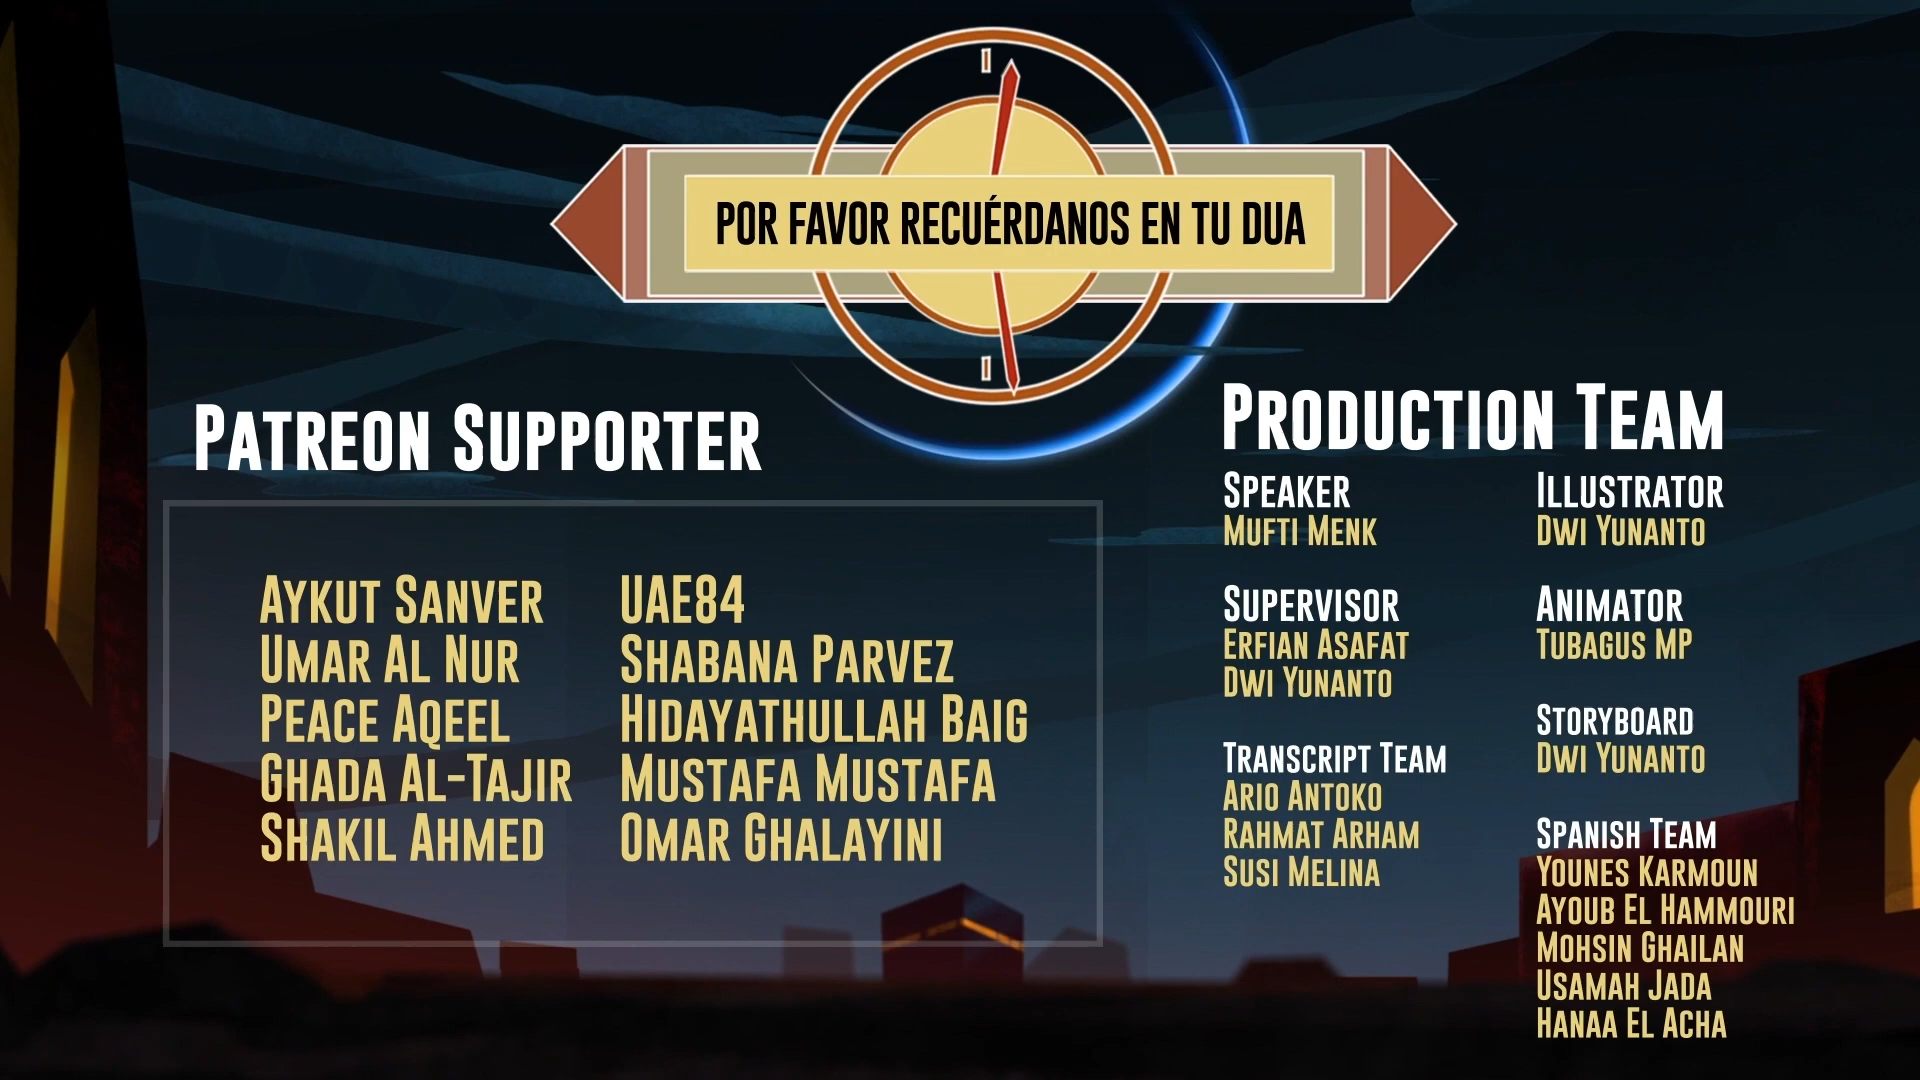 POR FAVOR RECUÉRDANOS EN TU DUA
PATREON SUPPORTER
AYKUT SANVER
UMAR AL NUR
PEACE AQEEL
GHADA AL-TAJIR
SHAKIL AHMED
UAE84
SHABANA PARVEZ
HIDAYATHULLAH BAIG
MUSTAFA MUSTAFA
OMAR GHALAYINI
PRODUCTION TEAM
SPEAKER
MUFTI MENK
SUPERVISOR
ERFIAN ASAFAT
DWI YUNANTO
TRANSCRIPT TEAM
ARIO ANTOKO
RAHMAT ARHAM
SUSI MELINA
ILLUSTRATOR
DWI YUNANTO
ANIMATOR
TUBAGUS MP
STORYBOARD
DWI YUNANTO
SPANISH TEAM
YOUNES KARMOUN
AYOUB EL HAMMOURI
MOHSIN GHAILAN
USAMAH JADA
HANAA EL ACHA